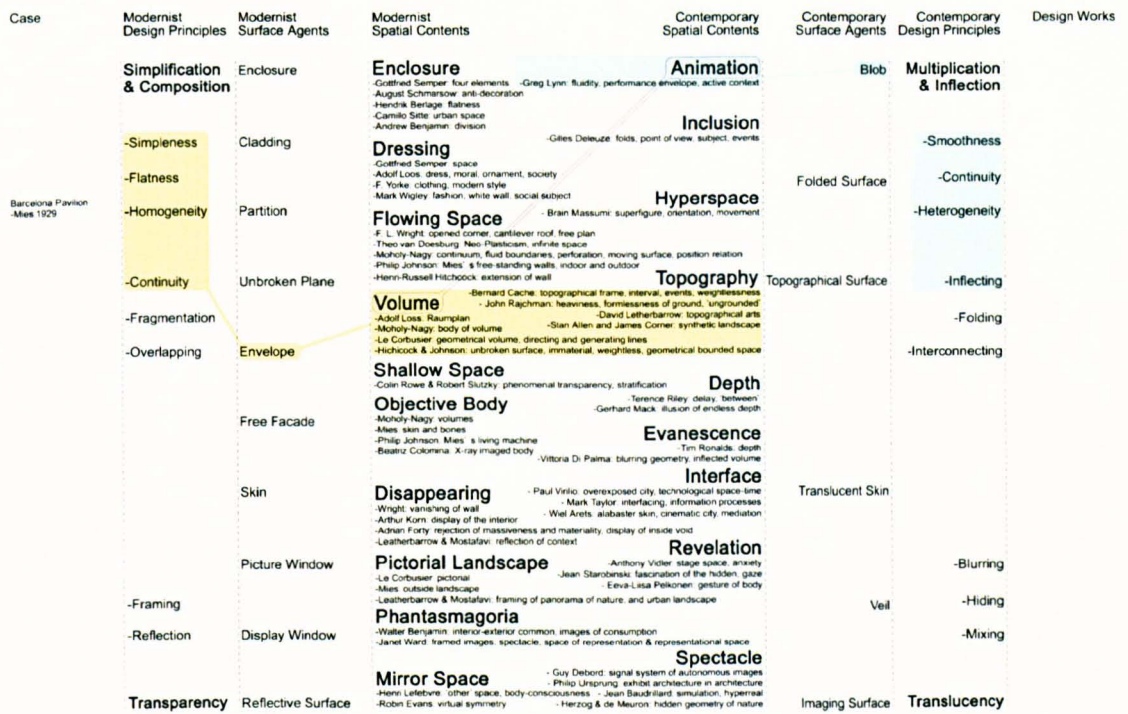 Case
Modernist
Design Principles
Modernist
Surface Agents
Modernist
Spatial Contents
Contemporary
Spatial Contents
Contemporary
Surface Agents
Contemporary
Design Principles
Design Works
Barcelona Pavilion
-Mies 1929
Simplification
& Composition
-Simpleness
-Flatness
-Homogeneity
-Continuity
-Fragmentation
-Overlapping
-Framing
-Reflection
Transparency
Enclosure
Cladding
Partition
Unbroken Plane
Envelope
Free Facade
Skin
Picture Window
Display Window
Reflective Surface
Enclosure
-Gottfried Semper: four elements
-August Schmarsow: anti-decoration
-Hendrik Berlage: flatness
-Camillo Sitte: urban space
-Andrew Benjamin: division
Dressing
-Gottfried Semper: space
-Adolf Loos: dress, moral, ornament, society
-F. Yorke: clothing, modern style
-Mark Wigley: fashion, white wall, social subject
Flowing Space
-F. L. Wright: opened corner, cantilever roof, free plan
-Theo van Doesburg: Neo-Plasticism, infinite space
-Moholy-Nagy: continuum, fluid boundaries, perforation, moving surface, position relation
-Philip Johnson: Mies' s free-standing walls, indoor and outdoor
-Henri-Russell Hitchcock: extension of wall
Volume
-Adolf Loss: Raumplan
-Moholy-Nagy: body of volume
-Le Corbusier: geometrical volume, directing and generating lines
-Hichicock & Johnson: unbroken surface, immaterial, weightless, geometrical bounded space
Shallow Space
-Colin Rowe & Robert Slutzky: phenomenal transparency, stratification
Objective Body
-Moholy-Nagy: volumes
-Mies: skin and bones
-Philip Johnson: Mies' s living machine
-Beatriz Colomina: X-ray imaged body
Disappearing
-Wright: vanishing of wall
-Arthur Korn: display of the interior
-Adrian Forty: rejection of massiveness and materiality, display of inside void
-Leatherbarrow & Mostafavi: reflection of context
Pictorial Landscape
-Le Corbusier: pictorial
-Mies: outside landscape
-Leatherbarrow & Mostafavi: framing of panorama of nature, and urban landscape
Phantasmagoria
-Walter Benjamin: interior-exterior common, images of consumption
-Janet Ward: framed images, spectacle, space of representation & representational space
Mirror Space
-Henri Lefebvre: other space, body-consciousness
-Robin Evans: virtual symmetry
Animation
-Greg Lynn: fluidity, performance envelope, active context
Inclusion
-Gilles Deleuze: folds, point of view, subject, events
Hyperspace
- Brain Massumi: superfigure, orientation, movement
Topography
-Bernard Cache: topographical frame, interval, events, weightlessness
- John Rajchman: heaviness, formlessness of ground, 'ungrounded'
-David Letherbarrow: topographical arts
-Stan Allen and James Corner: synthetic landscape
Depth
-Terence Riley: delay, 'between'
-Gerhard Mack: illusion of endless depth
Evanescence
-Tim Ronalds: depth
-Vittoria Di Palma: blurring geometry, inflected volume
Interface
- Paul Virilio: overexposed city, technological space-time
- Mark Taylor: interfacing, information processes
- Wiel Arets: alabaster skin, cinematic city, mediation
Revelation
-Anthony Vidler: stage space, anxiety
-Jean Starobinski: fascination of the hidden, gaze
- Eeva-Liisa Pelkonen: gesture of body
Spectacle
- Guy Debord: signal system of autonomous images
- Philip Ursprung: exhibit architecture in architecture
- Jean Baudrillard: simulation, hyperreal
- Herzog & de Meuron: hidden geometry of nature
Blob
Folded Surface
Topographical Surface
Translucent Skin
Veil
Imaging Surface
Multiplication
& Inflection
-Smoothness
-Continuity
-Heterogeneity
-Inflecting
-Folding
-Interconnecting
-Blurring
-Hiding
-Mixing
Translucency